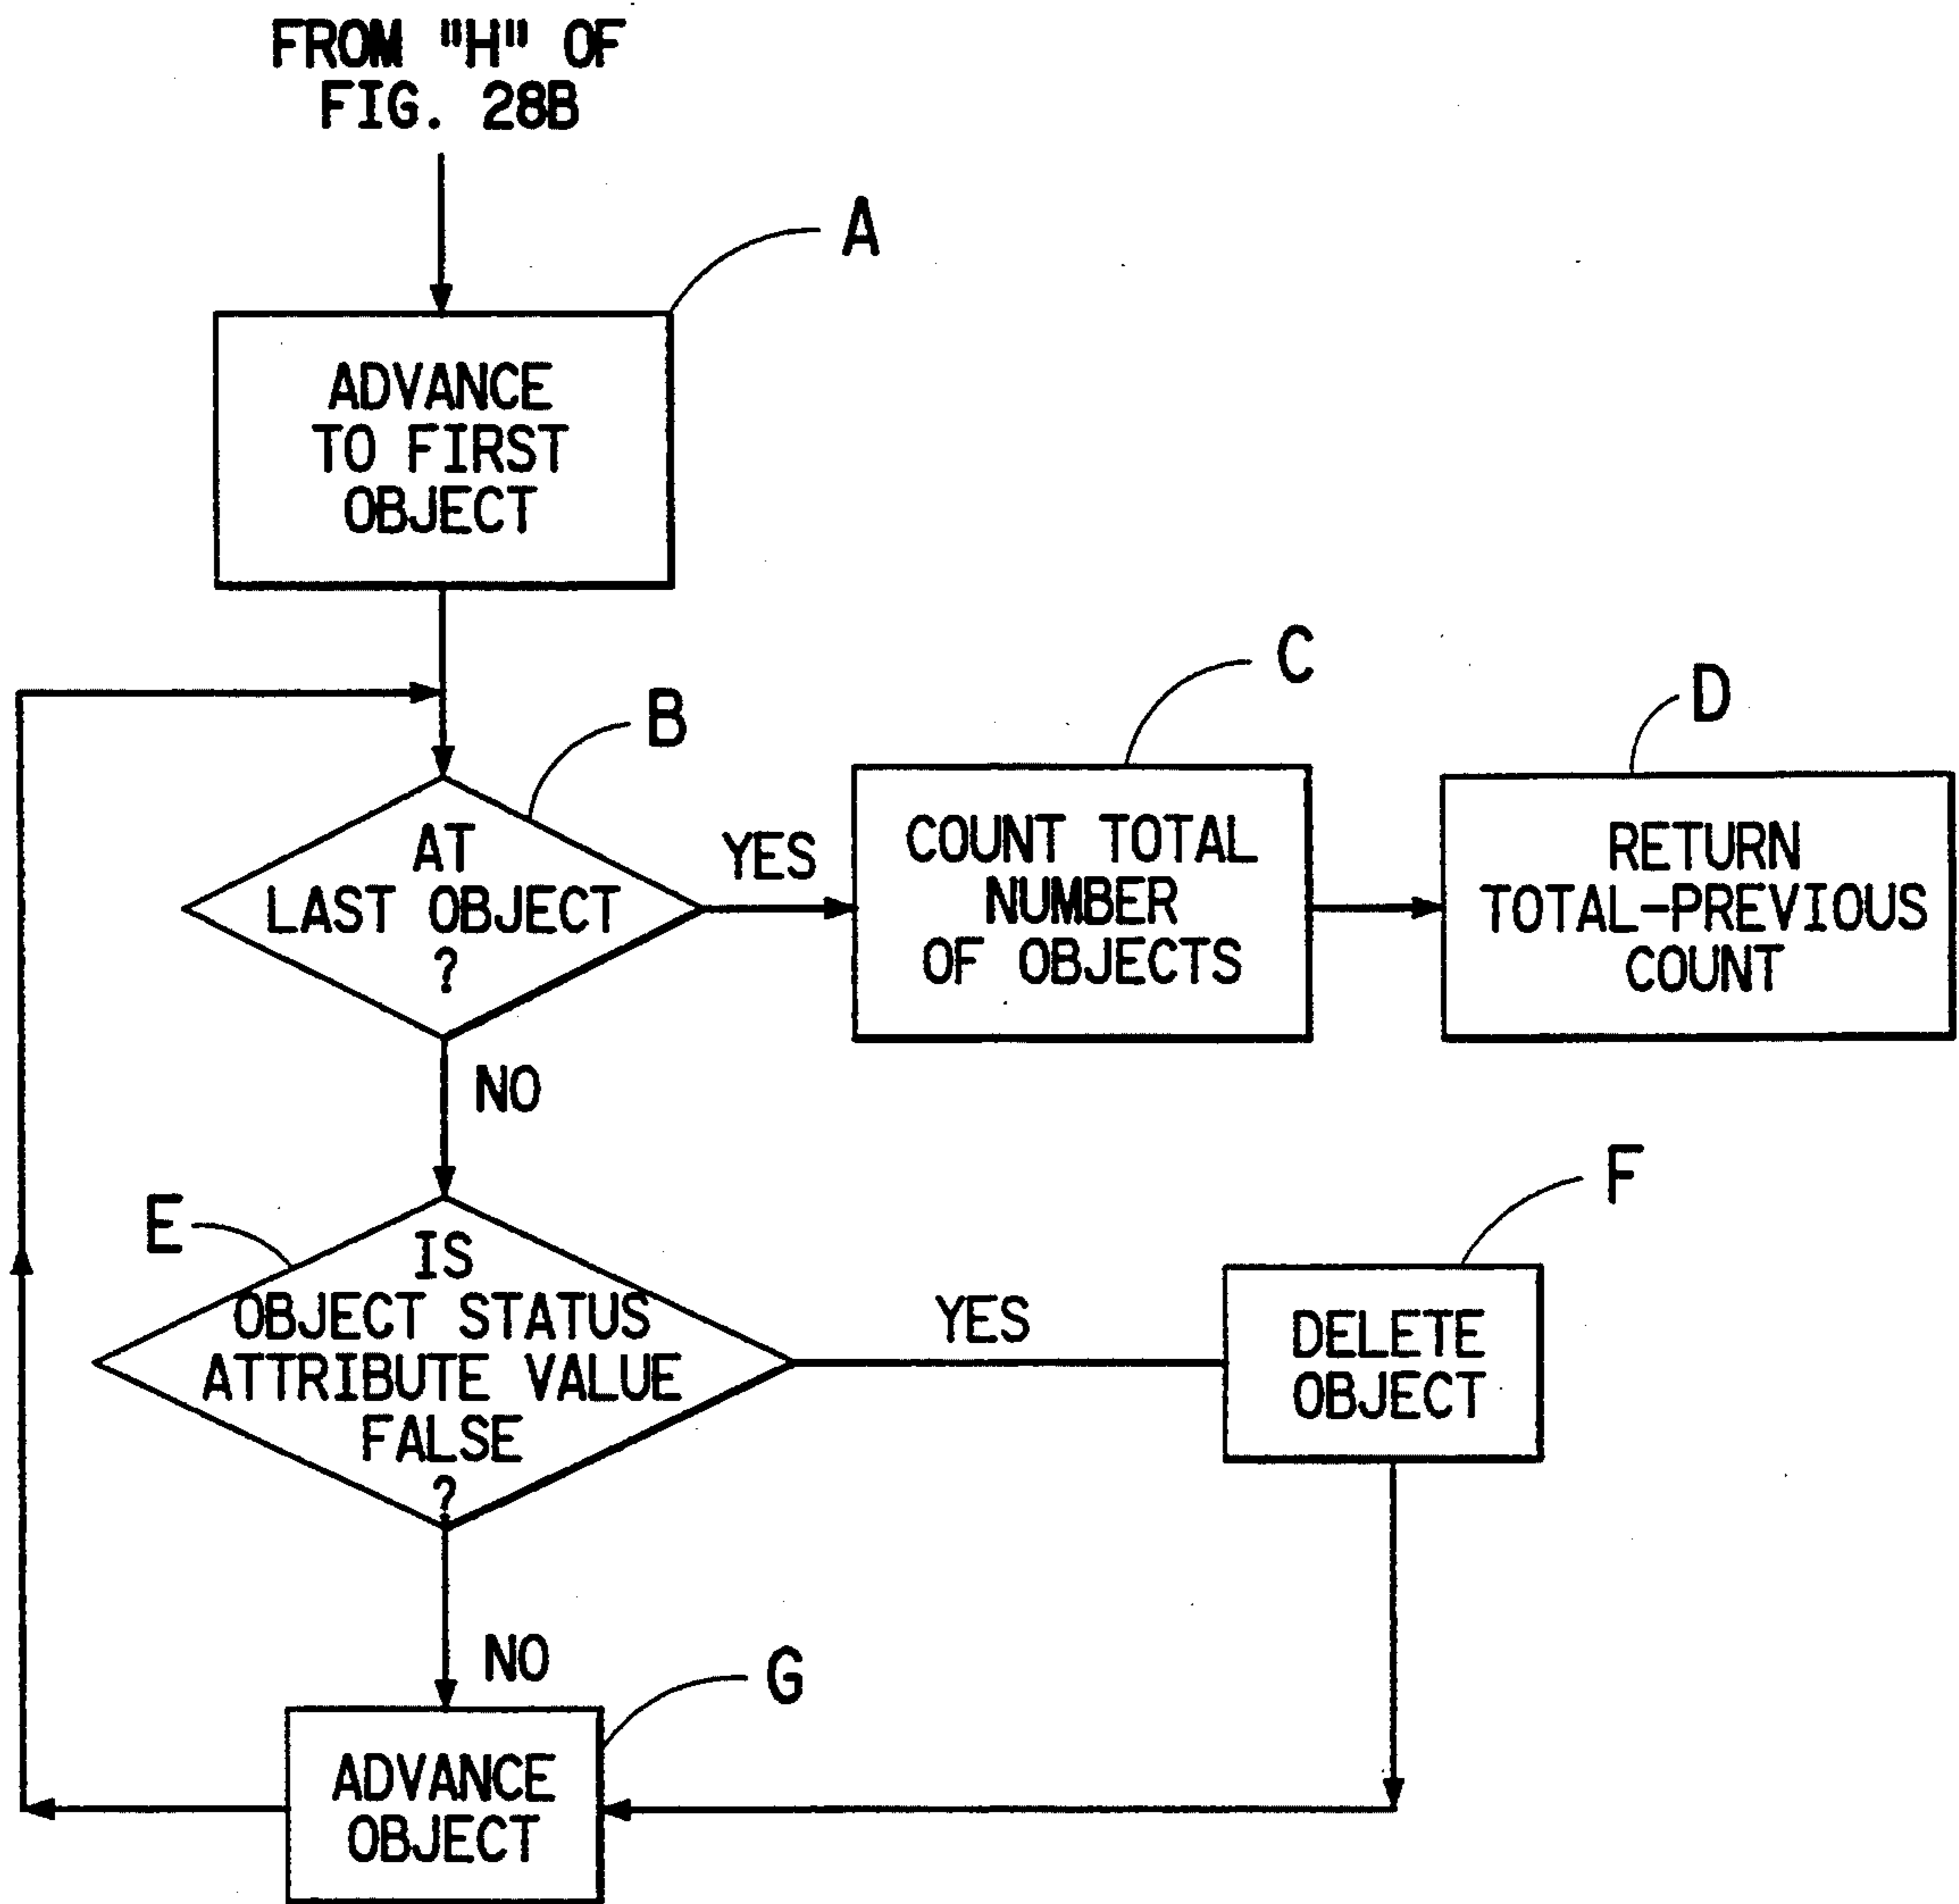 FROM "H" OF
FIG. 28B
A
ADVANCE
TO FIRST
OBJECT
B
AT
LAST OBJECT
?
YES
C
COUNT TOTAL
NUMBER
OF OBJECTS
D
RETURN
TOTAL-PREVIOUS
COUNT
NO
E
IS
OBJECT STATUS
ATTRIBUTE VALUE
FALSE
?
YES
F
DELETE
OBJECT
NO
G
ADVANCE
OBJECT